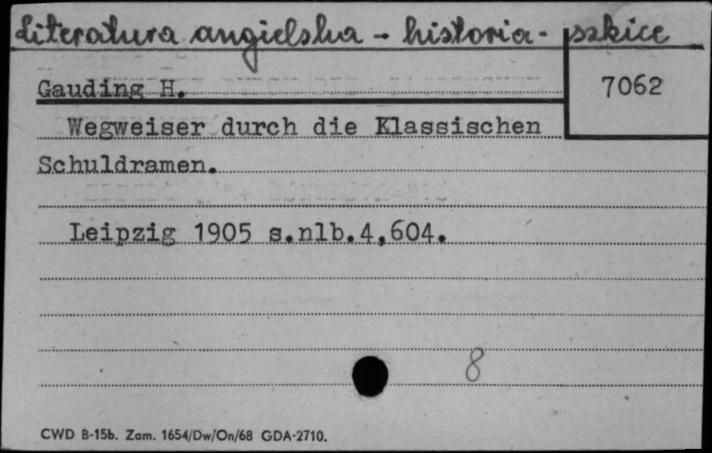 Literatura angielska - historia - szkice
Gauding H.
7062
Wegweiser durch die Klassischen
Schuldramen.
Leipzig 1905 s.nlb.4,604.
8
CWD B-15b. Zam. 1654/Dw/On/68 GDA-2710.